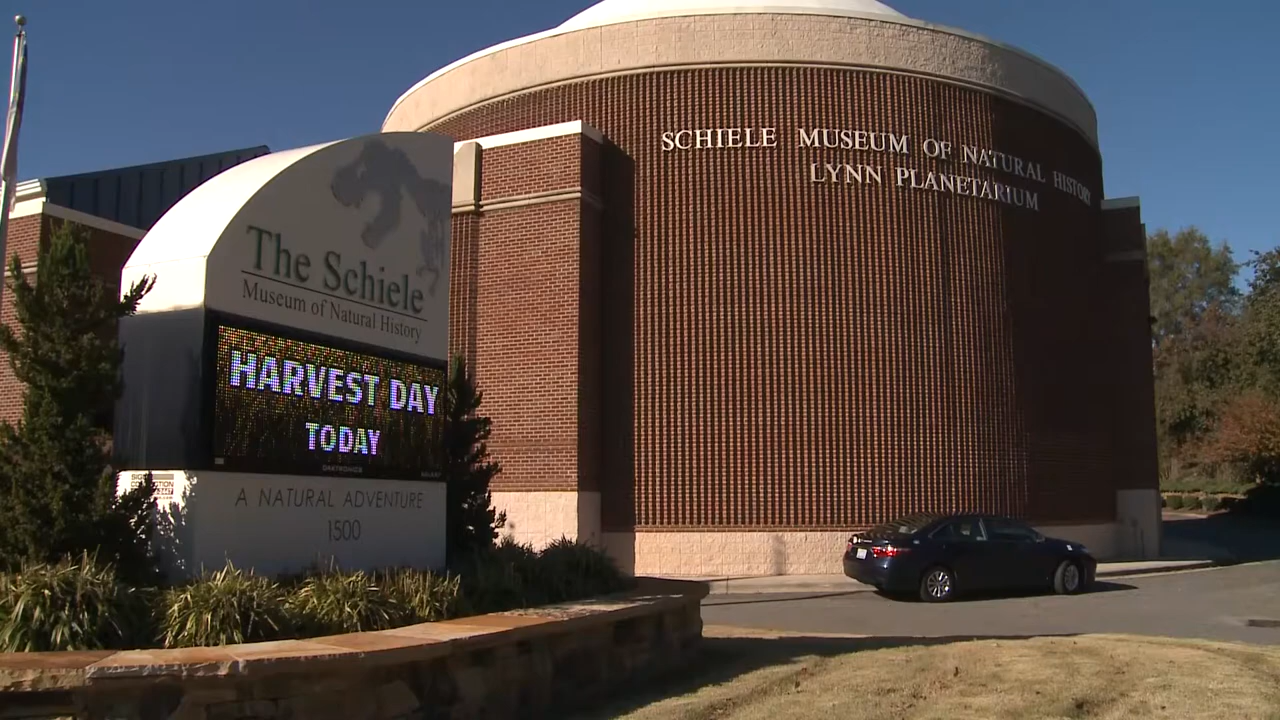 SCHIELE MUSEUM OF NATURAL HISTORY
LYNN PLANETARIUM
The Schiele
Museum of Natural History
HARVEST DAY
TODAY
DAKTRONICS
A NATURAL ADVENTURE
1500